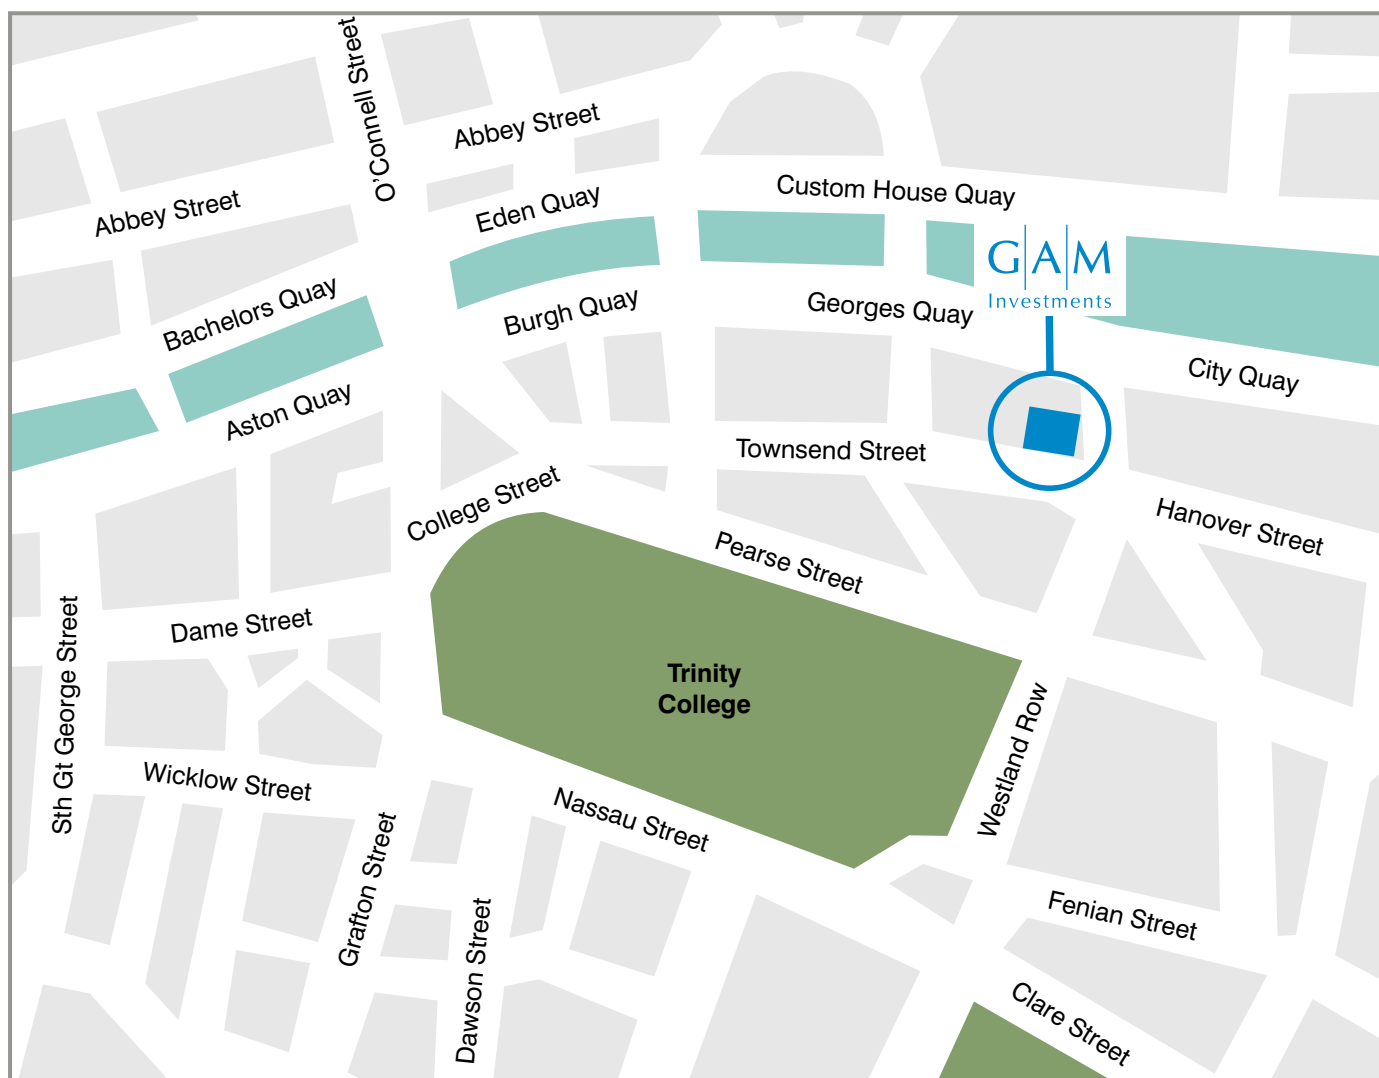 O'Connell Street
Abbey Street
Abbey Street
Custom House Quay
Eden Quay
G|A|M
Investments
Bachelors Quay
Burgh Quay
Georges Quay
City Quay
Aston Quay
Townsend Street
College Street
Hanover Street
Pearse Street
Dame Street
Sth Gt George Street
Trinity
College
Westland Row
Wicklow Street
Nassau Street
Grafton Street
Dawson Street
Fenian Street
Clare Street